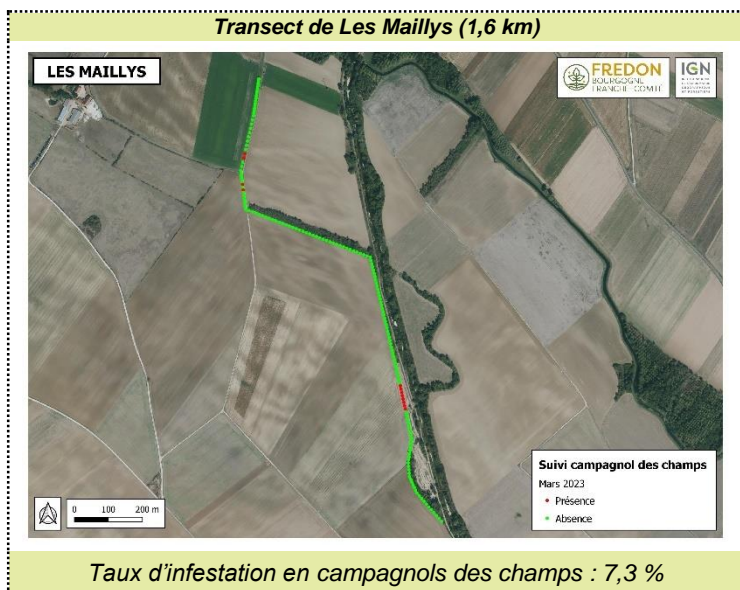 Transect de Les Maillys (1,6 km)
LES MAILLYS
FREDON
BOURGOGNE
FRANCHE-COMTÉ
IGN
Suivi campagnol des champs
Mars 2023
Présence
Absence
0 100 200 m
Taux d'infestation en campagnols des champs : 7,3 %